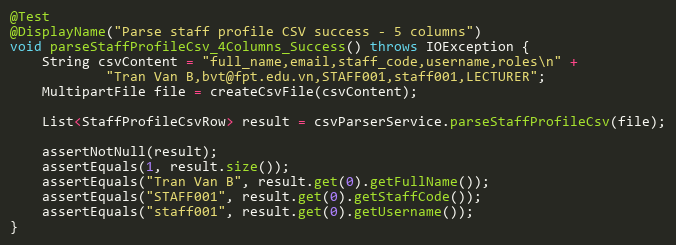 @Test
@DisplayName("Parse staff profile CSV success - 5 columns")
void parseStaffProfileCsv_4Columns_Success() throws IOException {
    String csvContent = "full_name,email,staff_code,username,roles\n" +
            "Tran Van B,bvt@fpt.edu.vn,STAFF001,staff001,LECTURER";
    MultipartFile file = createCsvFile(csvContent);

    List<StaffProfileCsvRow> result = csvParserService.parseStaffProfileCsv(file);

    assertNotNull(result);
    assertEquals(1, result.size());
    assertEquals("Tran Van B", result.get(0).getFullName());
    assertEquals("STAFF001", result.get(0).getStaffCode());
    assertEquals("staff001", result.get(0).getUsername());
}